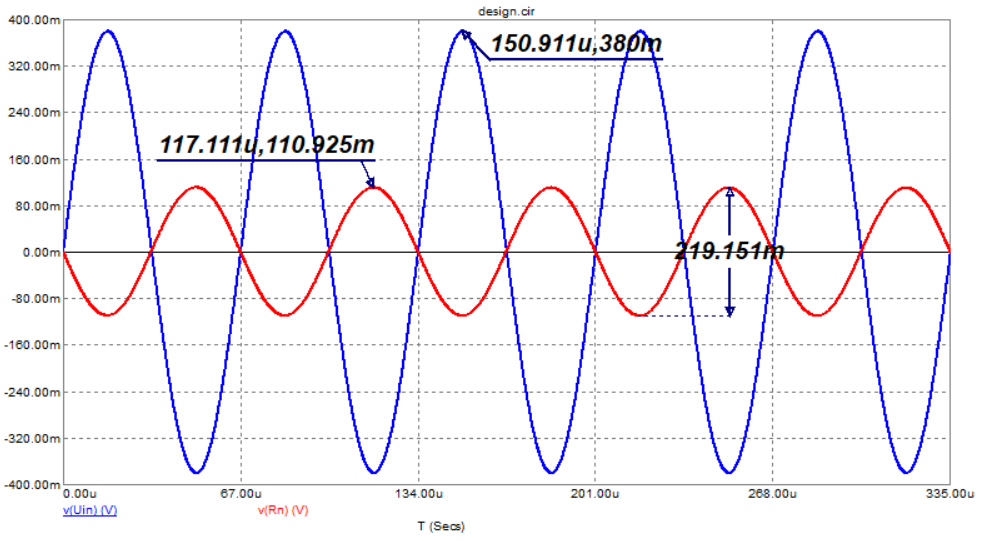 design.cir
400.00m
320.00m
240.00m
160.00m
80.00m
0.00m
-80.00m
-160.00m
-240.00m
-320.00m
-400.00m
150.911u,380m
117.111u,110.925m
219.151m
0.00u 67.00u 134.00u 201.00u 268.00u 335.00u
v(Uin) (V) v(Rn) (V)
T (Secs)